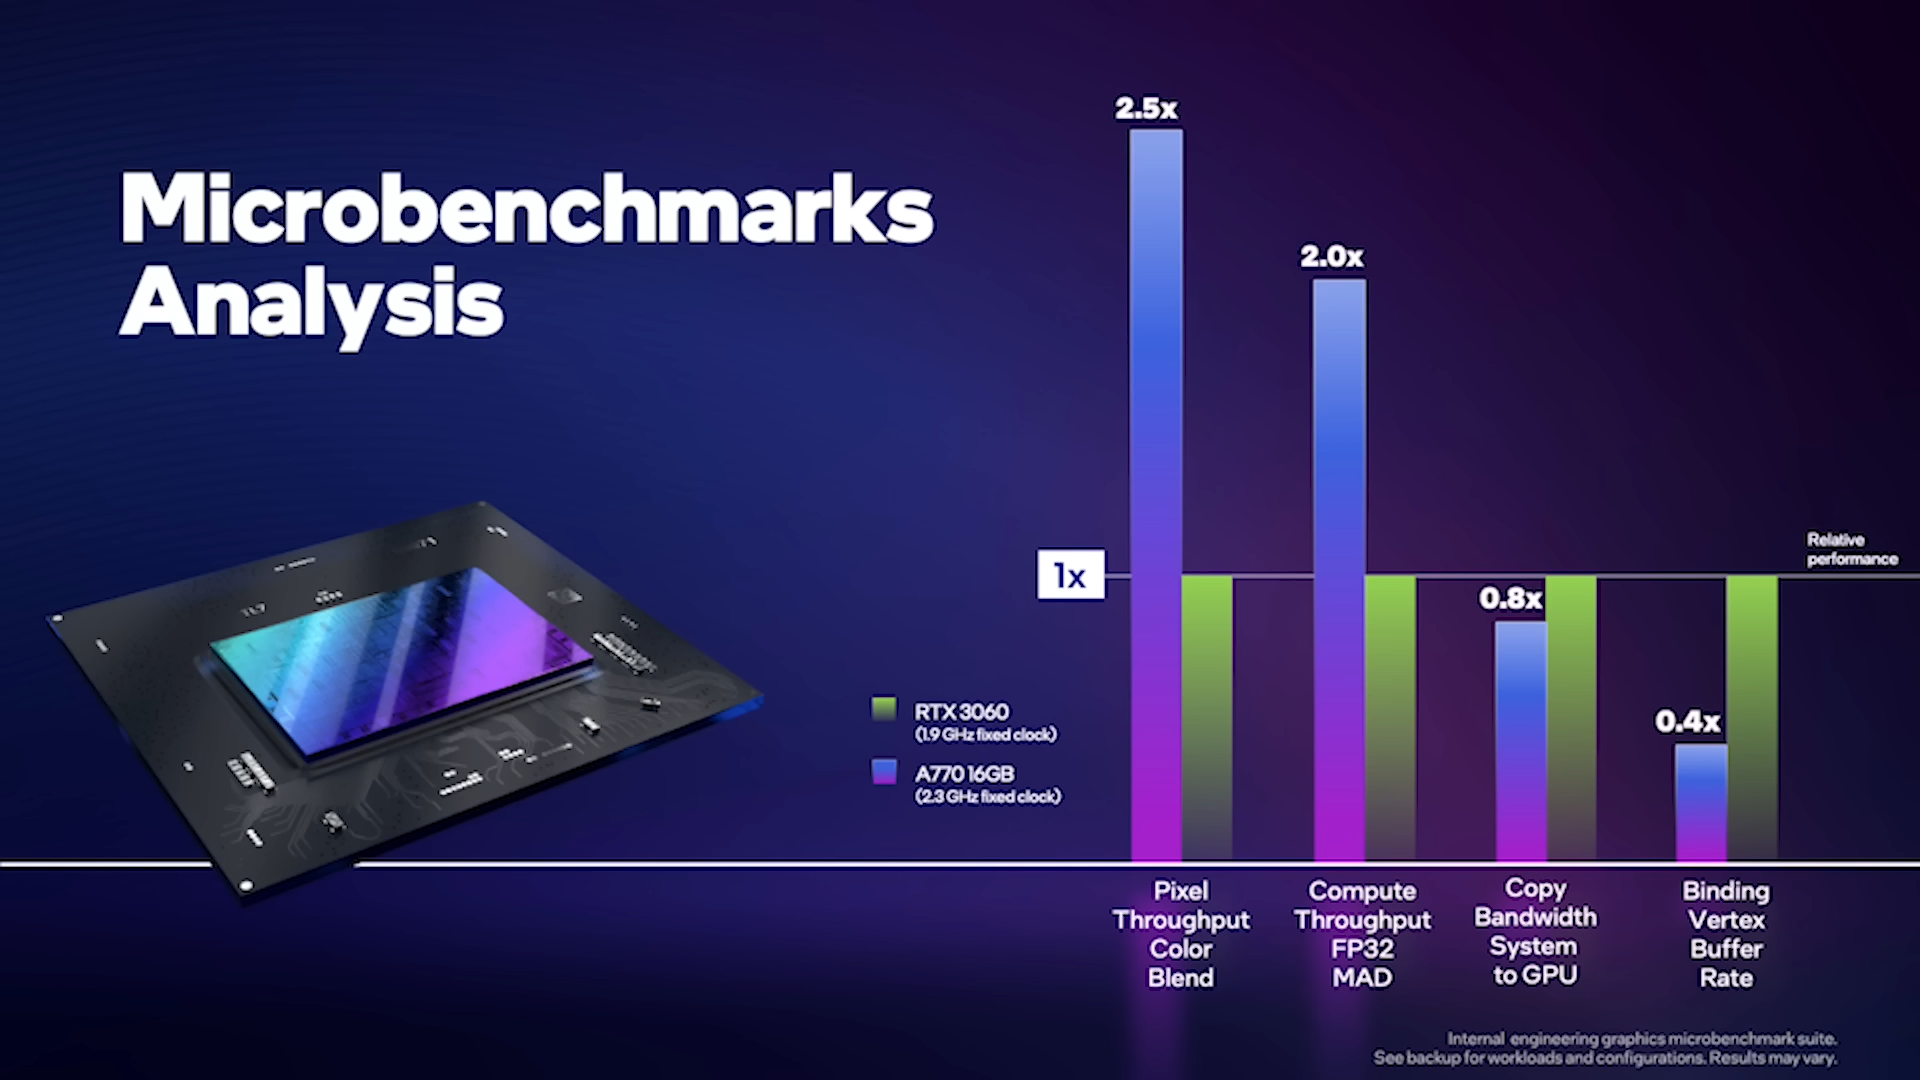 Microbenchmarks
Analysis
2.5x
2.0x
1x
0.8x
0.4x
Relative
performance
RTX 3060
(1.9 GHz fixed clock)
A770 16GB
(2.3 GHz fixed clock)
Pixel
Throughput
Color
Blend
Compute
Throughput
FP32
MAD
Copy
Bandwidth
System
to GPU
Binding
Vertex
Buffer
Rate
Internal engineering graphics microbenchmark suite.
See backup for workloads and configurations. Results may vary.